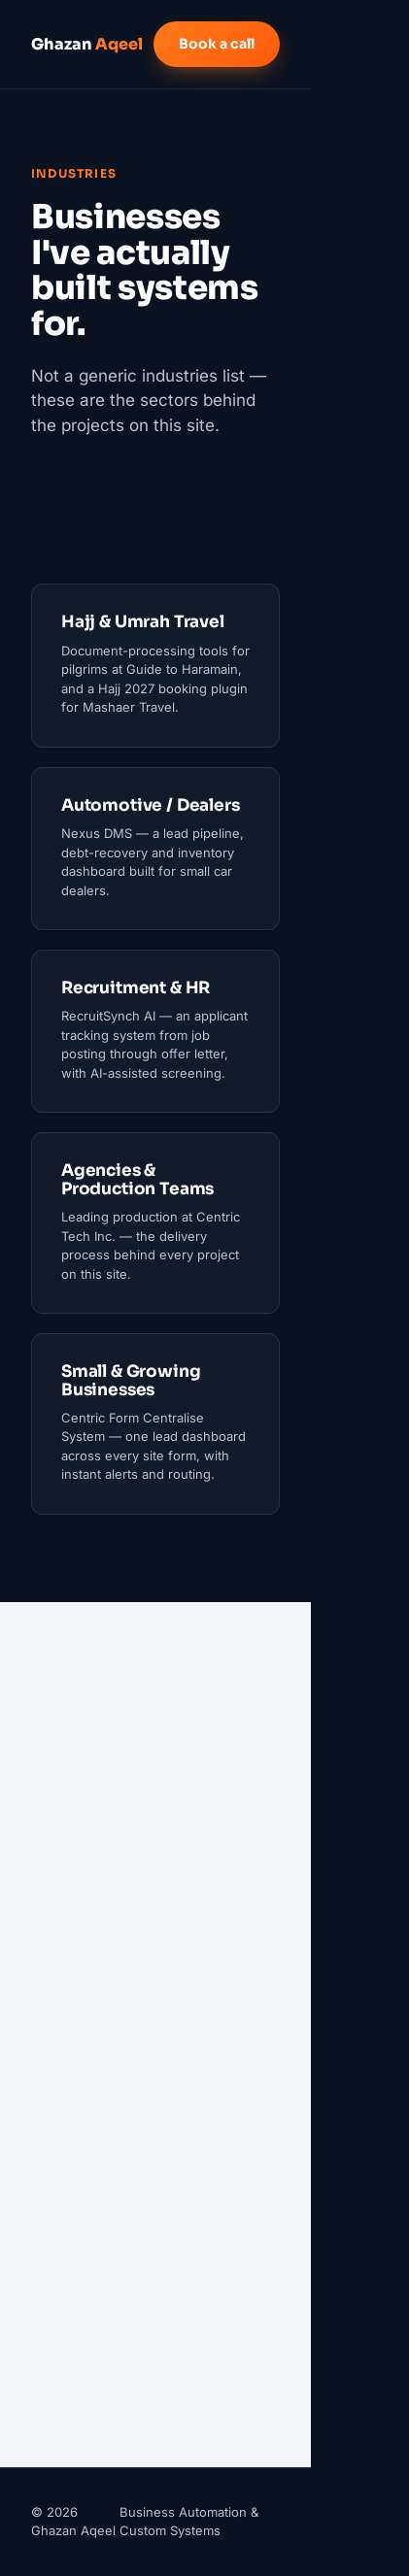 Ghazan Aqeel
Book a call
INDUSTRIES
Businesses
I've actually
built systems
for.
Not a generic industries list —
these are the sectors behind
the projects on this site.
Hajj & Umrah Travel
Document-processing tools for
pilgrims at Guide to Haramain,
and a Hajj 2027 booking plugin
for Mashaer Travel.
Automotive / Dealers
Nexus DMS — a lead pipeline,
debt-recovery and inventory
dashboard built for small car
dealers.
Recruitment & HR
RecruitSynch AI — an applicant
tracking system from job
posting through offer letter,
with AI-assisted screening.
Agencies &
Production Teams
Leading production at Centric
Tech Inc. — the delivery
process behind every project
on this site.
Small & Growing
Businesses
Centric Form Centralise
System — one lead dashboard
across every site form, with
instant alerts and routing.
© 2026
Ghazan Aqeel
Business Automation &
Custom Systems